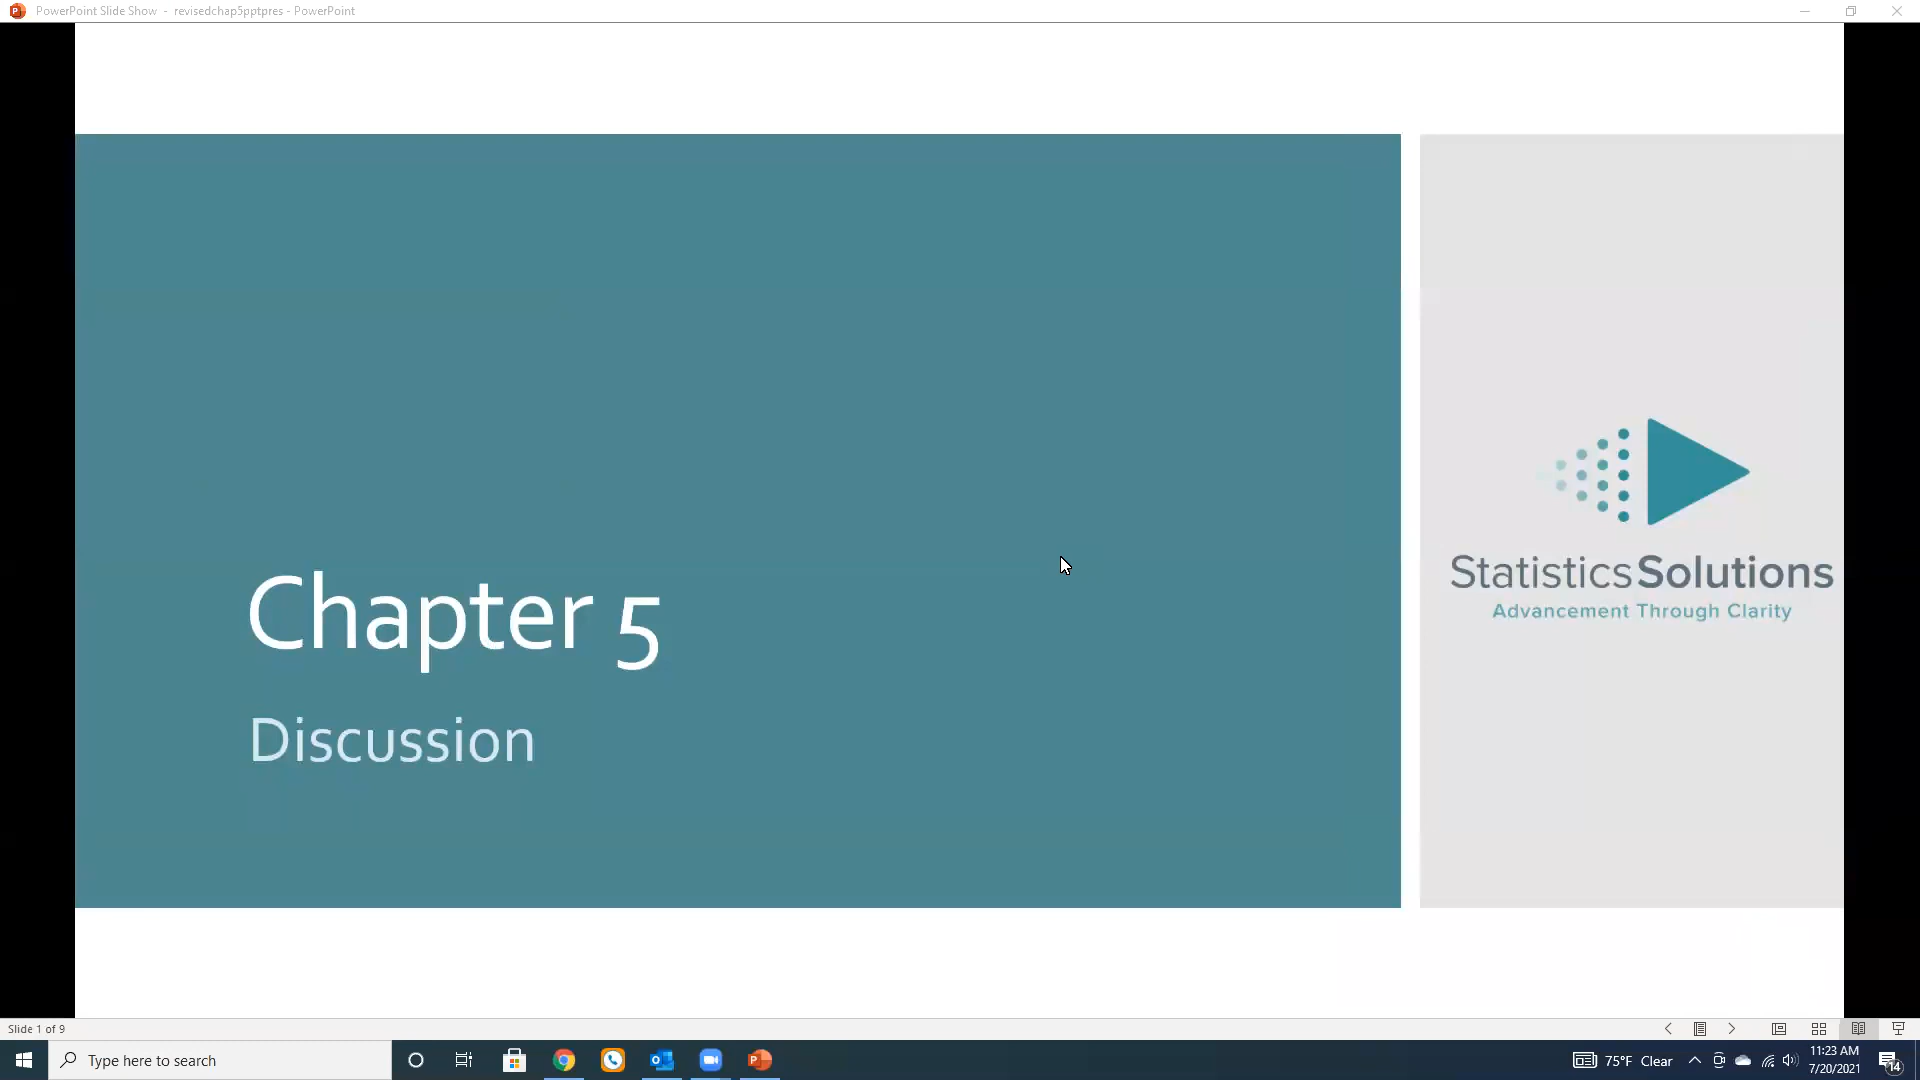 PowerPoint Slide Show - revisedchap5pptpres - PowerPoint
Chapter 5
Discussion
StatisticsSolutions
Advancement Through Clarity
Slide 1 of 9
Type here to search
75°F Clear
11:23 AM
7/20/2021
14